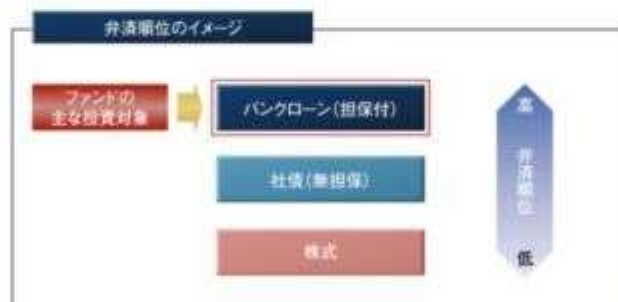 弁済順位のイメージ
ファンドの
主な投資対象
バンクローン(担保付)
社債(無担保)
株式
高
弁済順位
低